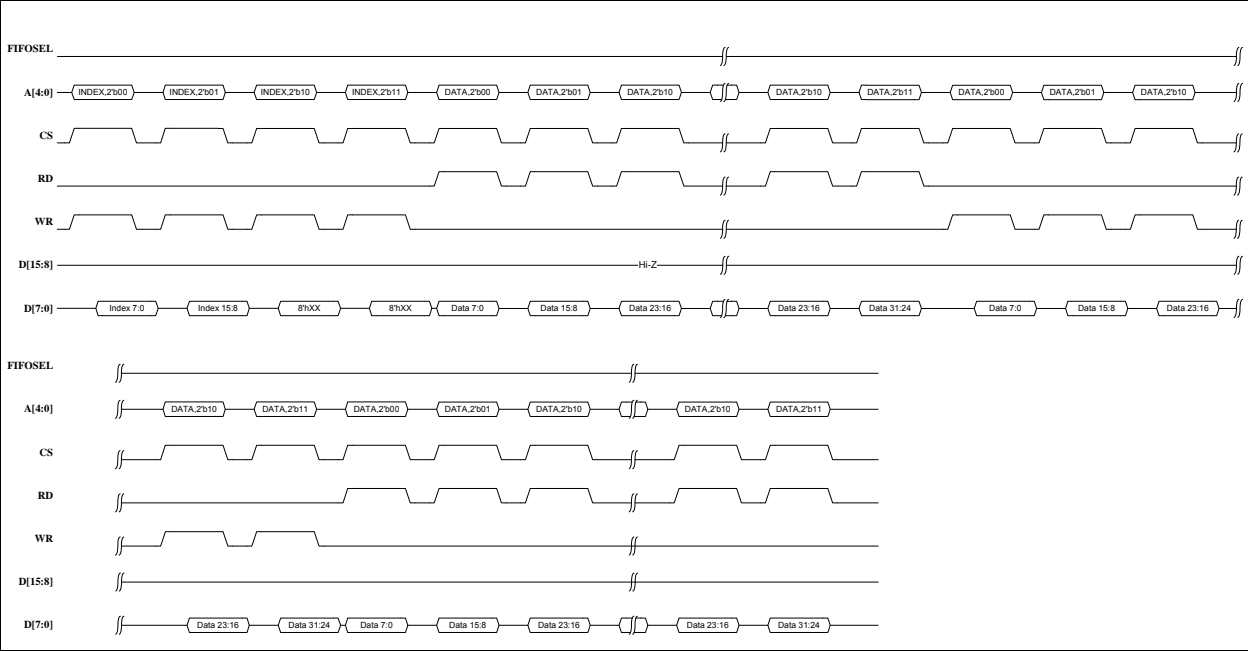 FIFOSEL
A[4:0] INDEX,2'b00 INDEX,2'b01 INDEX,2'b10 INDEX,2'b11 DATA,2'b00 DATA,2'b01 DATA,2'b10 DATA,2'b10 DATA,2'b11 DATA,2'b00 DATA,2'b01 DATA,2'b10
CS
RD
WR
D[15:8] Hi-Z
D[7:0] Index 7:0 Index 15:8 8'hXX 8'hXX Data 7:0 Data 15:8 Data 23:16 Data 23:16 Data 31:24 Data 7:0 Data 15:8 Data 23:16
FIFOSEL
A[4:0] DATA,2'b10 DATA,2'b11 DATA,2'b00 DATA,2'b01 DATA,2'b10 DATA,2'b10 DATA,2'b11
CS
RD
WR
D[15:8]
D[7:0] Data 23:16 Data 31:24 Data 7:0 Data 15:8 Data 23:16 Data 23:16 Data 31:24